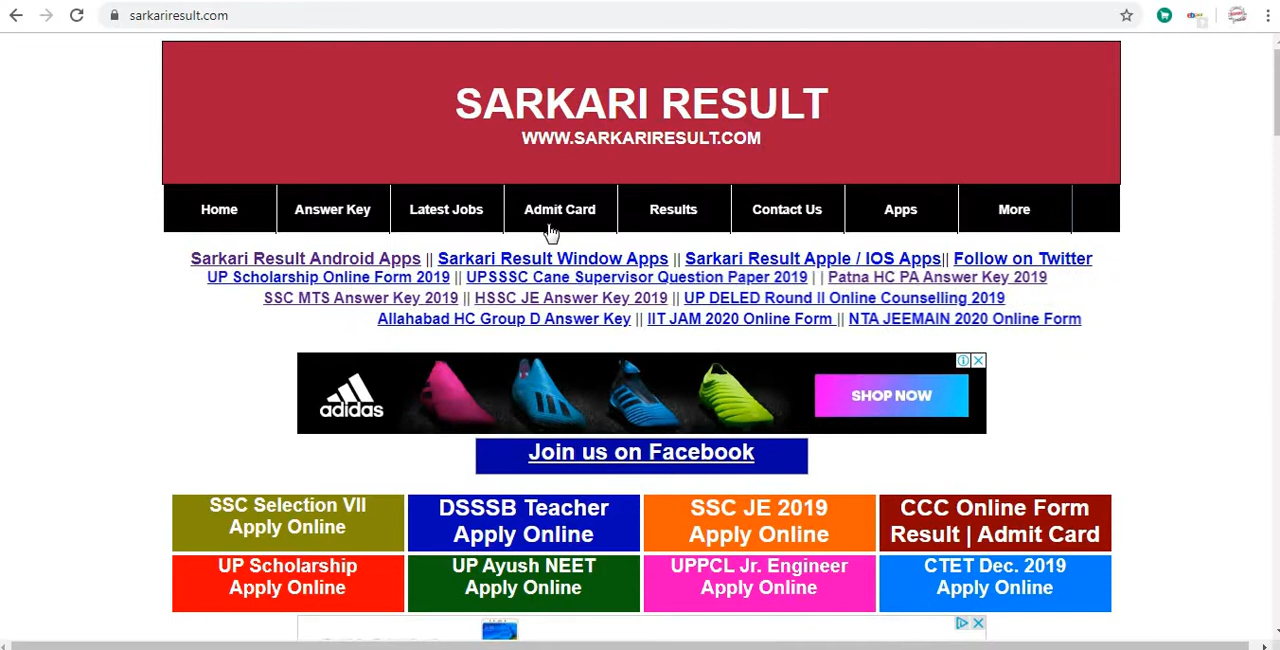 sarkariresult.com
SARKARI RESULT
WWW.SARKARIRESULT.COM
Home Answer Key Latest Jobs Admit Card Results Contact Us Apps More
Sarkari Result Android Apps || Sarkari Result Window Apps || Sarkari Result Apple / IOS Apps|| Follow on Twitter
UP Scholarship Online Form 2019 || UPSSSC Cane Supervisor Question Paper 2019 | | Patna HC PA Answer Key 2019
SSC MTS Answer Key 2019 || HSSC JE Answer Key 2019 || UP DELED Round II Online Counselling 2019
Allahabad HC Group D Answer Key || IIT JAM 2020 Online Form || NTA JEEMAIN 2020 Online Form
adidas
SHOP NOW
Join us on Facebook
SSC Selection VII
Apply Online
DSSSB Teacher
Apply Online
SSC JE 2019
Apply Online
CCC Online Form
Result | Admit Card
UP Scholarship
Apply Online
UP Ayush NEET
Apply Online
UPPCL Jr. Engineer
Apply Online
CTET Dec. 2019
Apply Online